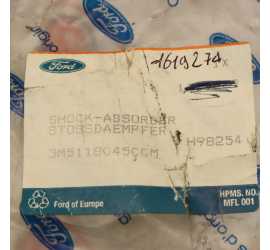 Ford
1619274
X
SHOCK-ABSORBER
STOSSDAEMPFER
H98254
3M5118045CCM
Ford of Europe
HPMS. NO.
MFL 001